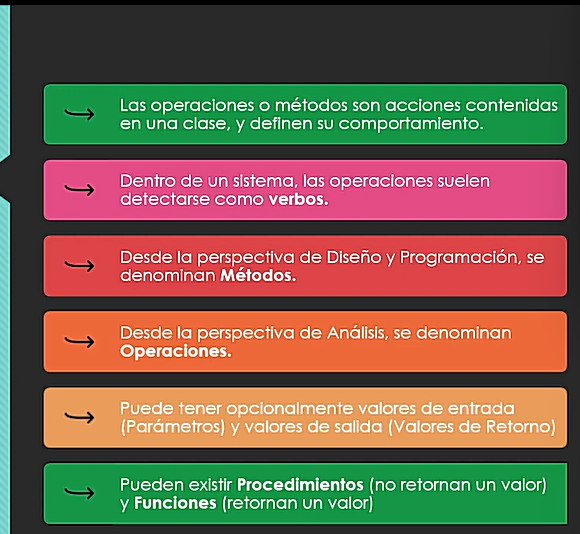 Las operaciones o métodos son acciones contenidas
en una clase, y definen su comportamiento.
Dentro de un sistema, las operaciones suelen
detectarse como verbos.
Desde la perspectiva de Diseño y Programación, se
denominan Métodos.
Desde la perspectiva de Análisis, se denominan
Operaciones.
Puede tener opcionalmente valores de entrada
(Parámetros) y valores de salida (Valores de Retorno)
Pueden existir Procedimientos (no retornan un valor)
y Funciones (retornan un valor)